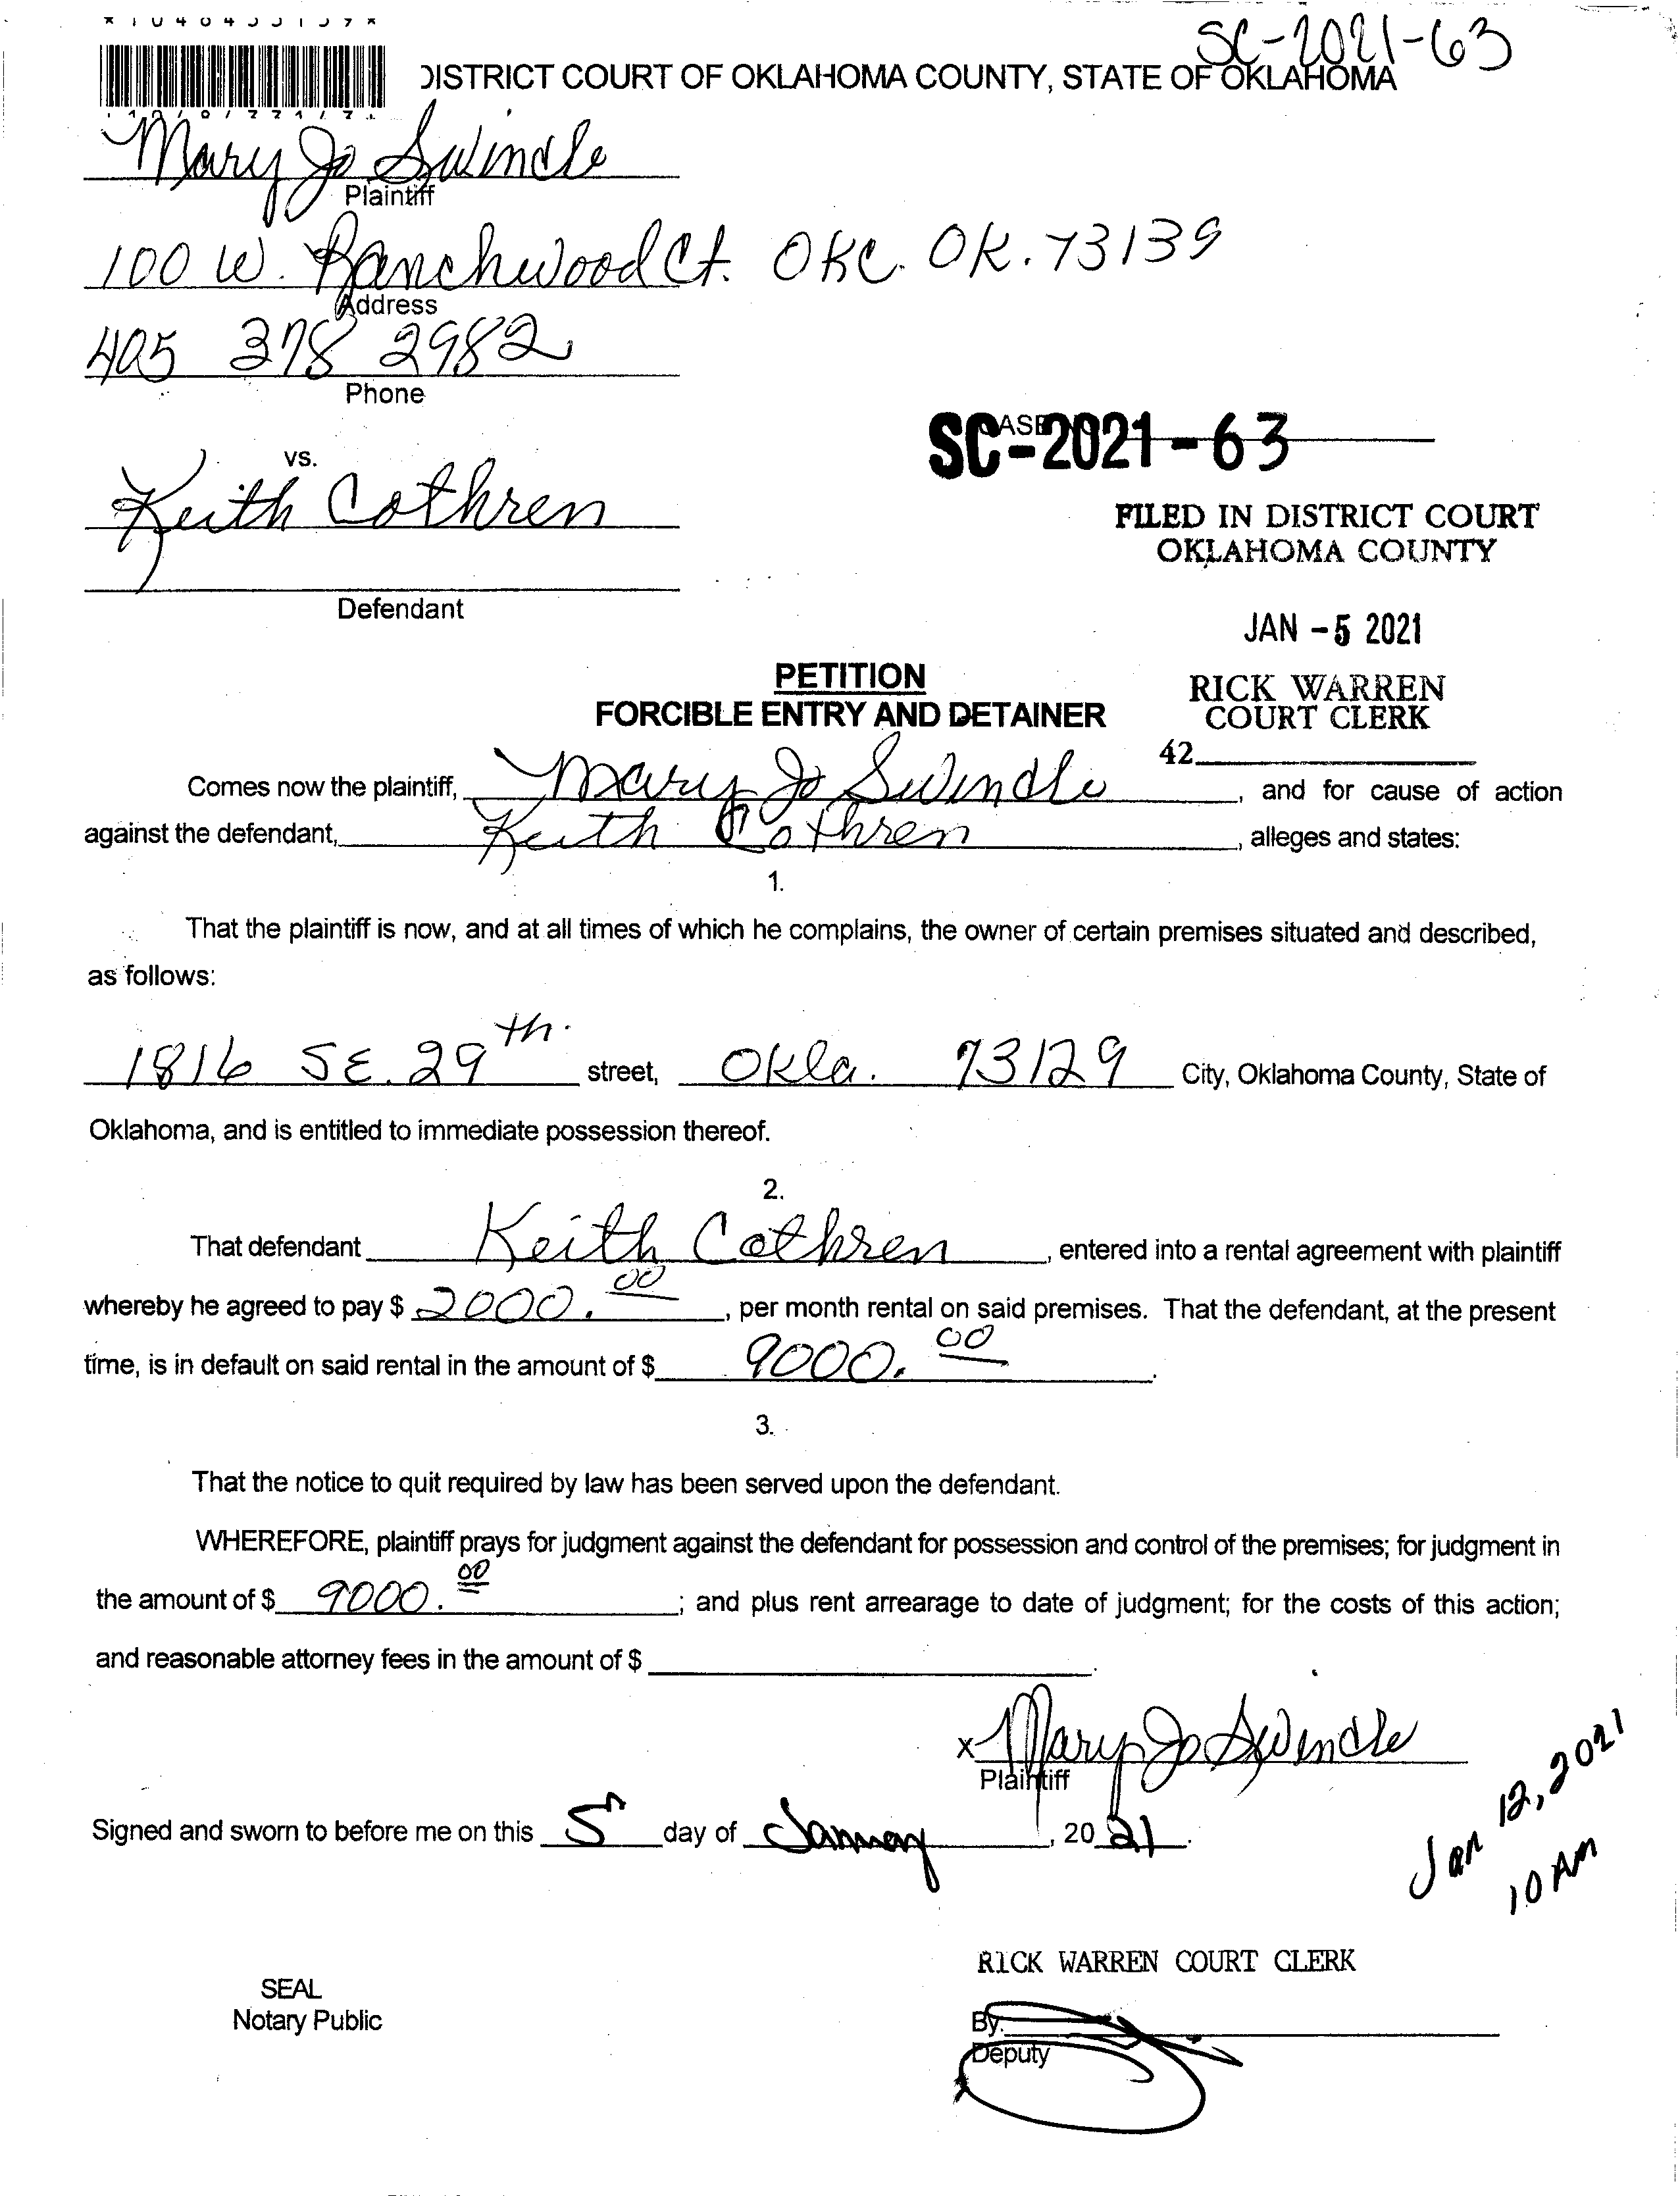 SC-2021-63
DISTRICT COURT OF OKLAHOMA COUNTY, STATE OF OKLAHOMA
Mary Jo Swindle
Plaintiff
100 W. Ranchwood Ct. OKC. OK. 73139
Address
405 378 2982
Phone
SC-2021-63
vs.
Keith Cothren
FILED IN DISTRICT COURT
OKLAHOMA COUNTY
Defendant
JAN -5 2021
PETITION
RICK WARREN
FORCIBLE ENTRY AND DETAINER
COURT CLERK
42
Comes now the plaintiff, Mary Jo Swindle, and for cause of action
against the defendant, Keith Cothren, alleges and states:
1.
That the plaintiff is now, and at all times of which he complains, the owner of certain premises situated and described,
as follows:
1816 SE. 29th. street, Okla. 73129 City, Oklahoma County, State of
Oklahoma, and is entitled to immediate possession thereof.
2.
That defendant Keith Cothren, entered into a rental agreement with plaintiff
whereby he agreed to pay $ 2000.00, per month rental on said premises. That the defendant, at the present
time, is in default on said rental in the amount of $ 9000.00.
3.
That the notice to quit required by law has been served upon the defendant.
WHEREFORE, plaintiff prays for judgment against the defendant for possession and control of the premises; for judgment in
the amount of $ 9000.00; and plus rent arrearage to date of judgment; for the costs of this action;
and reasonable attorney fees in the amount of $ .
x Mary Jo Swindle
Plaintiff
Signed and sworn to before me on this 5 day of January, 2021.
Jan 12, 2021
10 AM
RICK WARREN COURT CLERK
SEAL
Notary Public
By:
Deputy